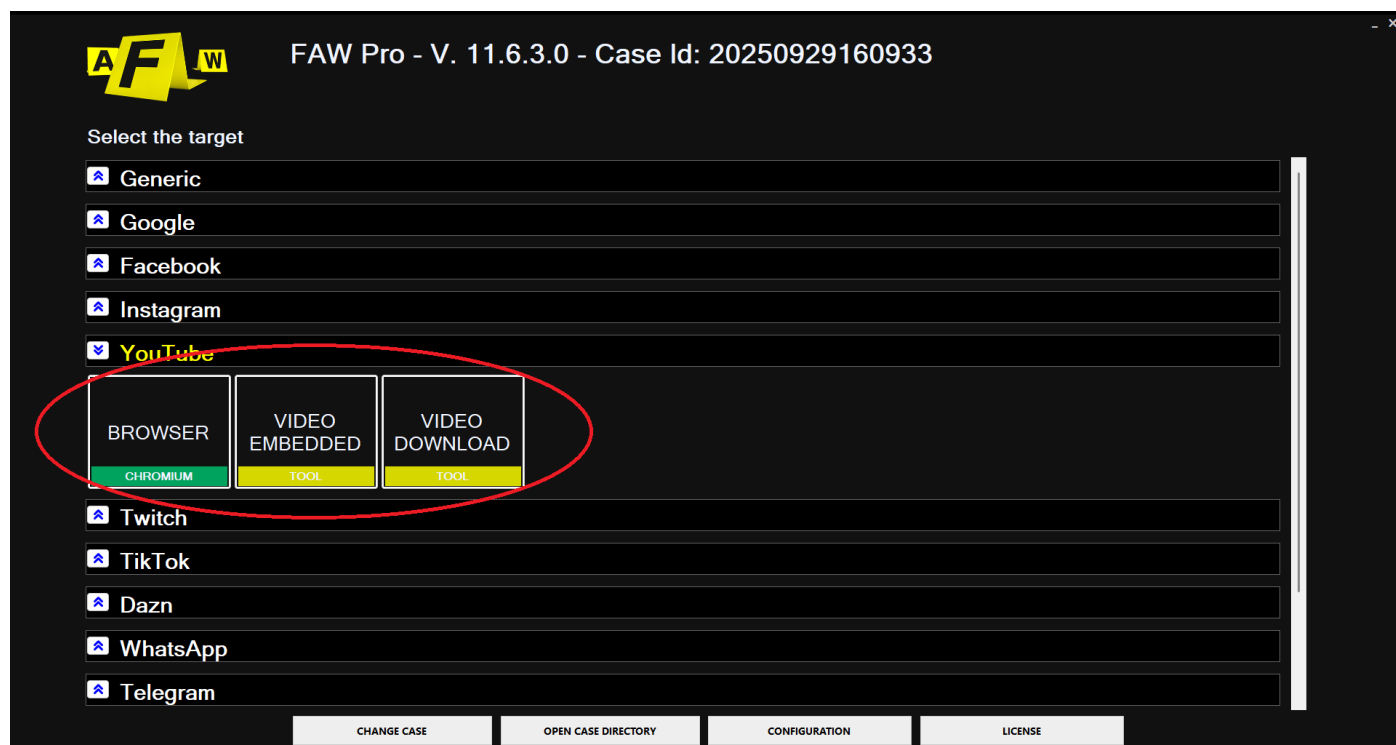 A F W
FAW Pro - V. 11.6.3.0 - Case Id: 20250929160933
Select the target
Generic
Google
Facebook
Instagram
YouTube
BROWSER
CHROMIUM
VIDEO
EMBEDDED
TOOL
VIDEO
DOWNLOAD
TOOL
Twitch
TikTok
Dazn
WhatsApp
Telegram
CHANGE CASE
OPEN CASE DIRECTORY
CONFIGURATION
LICENSE